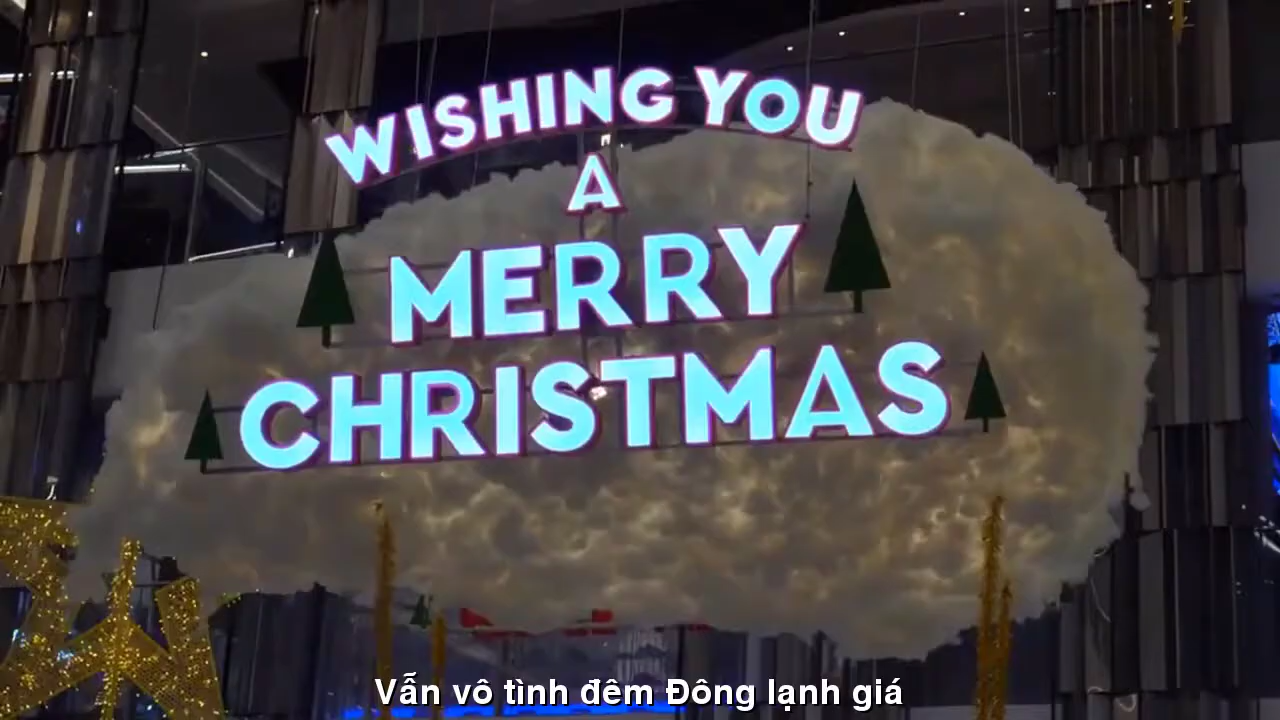 WISHING YOU
A
MERRY
CHRISTMAS
Vẫn vô tình đêm Đông lạnh giá